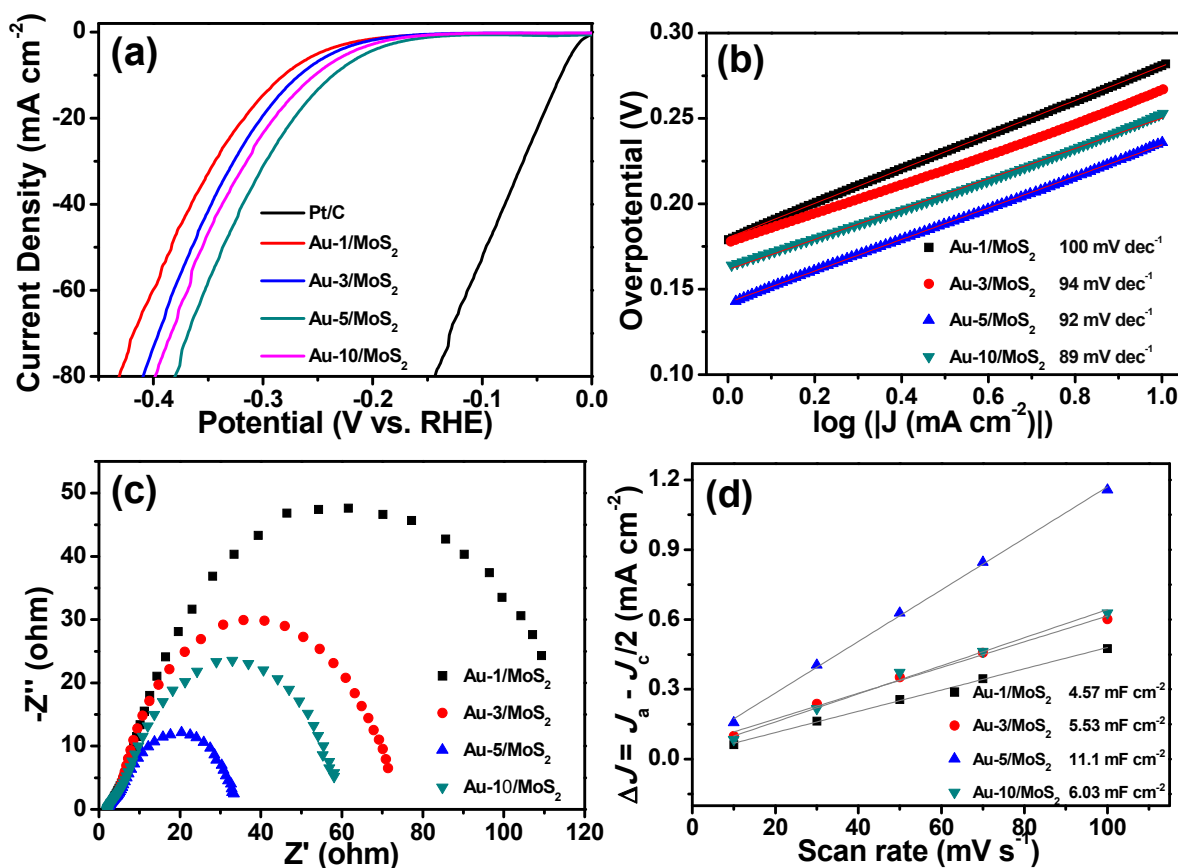 (a)
0
-20
-40
-60
-80
-0.4
-0.3
-0.2
-0.1
0.0
Current Density (mA cm⁻²)
Potential (V vs. RHE)
Pt/C
Au-1/MoS₂
Au-3/MoS₂
Au-5/MoS₂
Au-10/MoS₂
(b)
0.30
0.25
0.20
0.15
0.10
0.0
0.2
0.4
0.6
0.8
1.0
Overpotential (V)
log (|J (mA cm⁻²)|)
Au-1/MoS₂ 100 mV dec⁻¹
Au-3/MoS₂ 94 mV dec⁻¹
Au-5/MoS₂ 92 mV dec⁻¹
Au-10/MoS₂ 89 mV dec⁻¹
(c)
50
40
30
20
10
0
0
20
40
60
80
100
120
-Z'' (ohm)
Z' (ohm)
Au-1/MoS₂
Au-3/MoS₂
Au-5/MoS₂
Au-10/MoS₂
(d)
1.2
0.9
0.6
0.3
0.0
0
20
40
60
80
100
ΔJ = Jₐ - J_c/2 (mA cm⁻²)
Scan rate (mV s⁻¹)
Au-1/MoS₂ 4.57 mF cm⁻²
Au-3/MoS₂ 5.53 mF cm⁻²
Au-5/MoS₂ 11.1 mF cm⁻²
Au-10/MoS₂ 6.03 mF cm⁻²